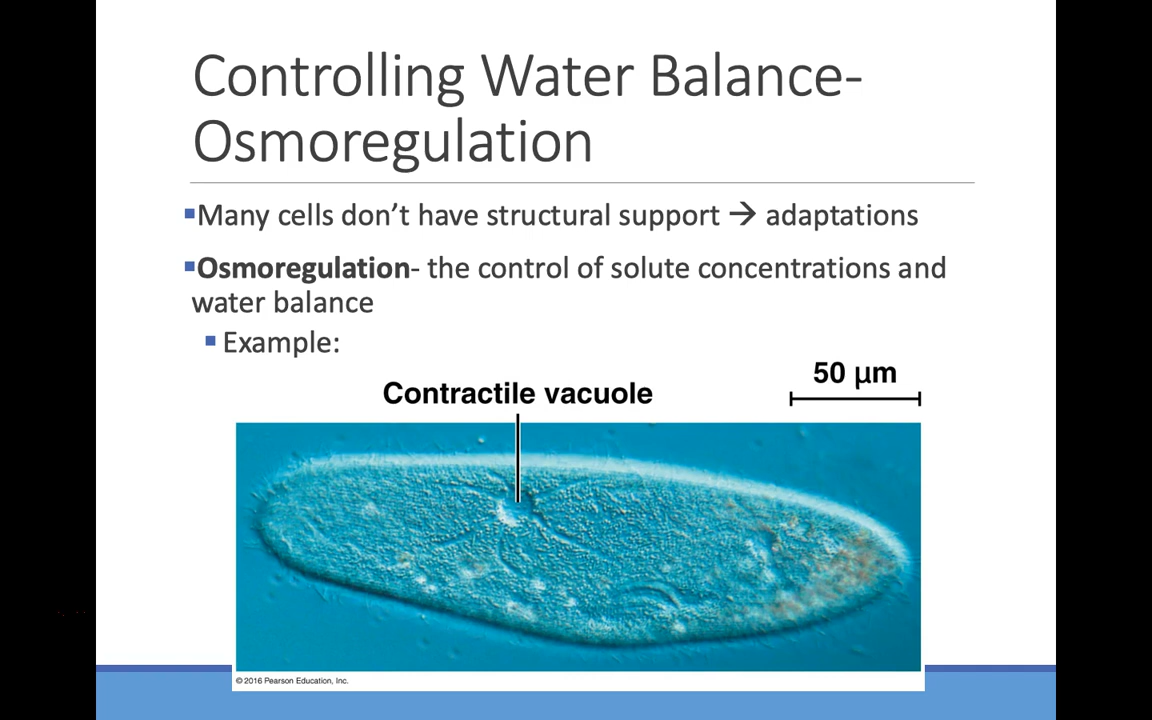 Controlling Water Balance-
Osmoregulation
▪Many cells don’t have structural support → adaptations
▪Osmoregulation- the control of solute concentrations and
water balance
▪ Example:
50 µm
Contractile vacuole
© 2016 Pearson Education, Inc.